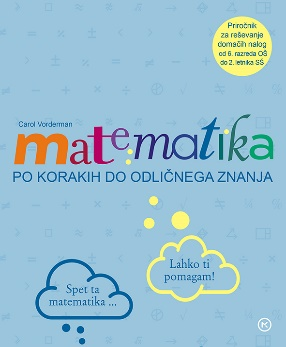 Priročnik
za reševanje
domačih nalog
od 6. razreda OŠ
do 2. letnika SŠ
Carol Vorderman
matematika
PO KORAKIH DO ODLIČNEGA ZNANJA
Lahko ti
pomagam!
Spet ta
matematika ...